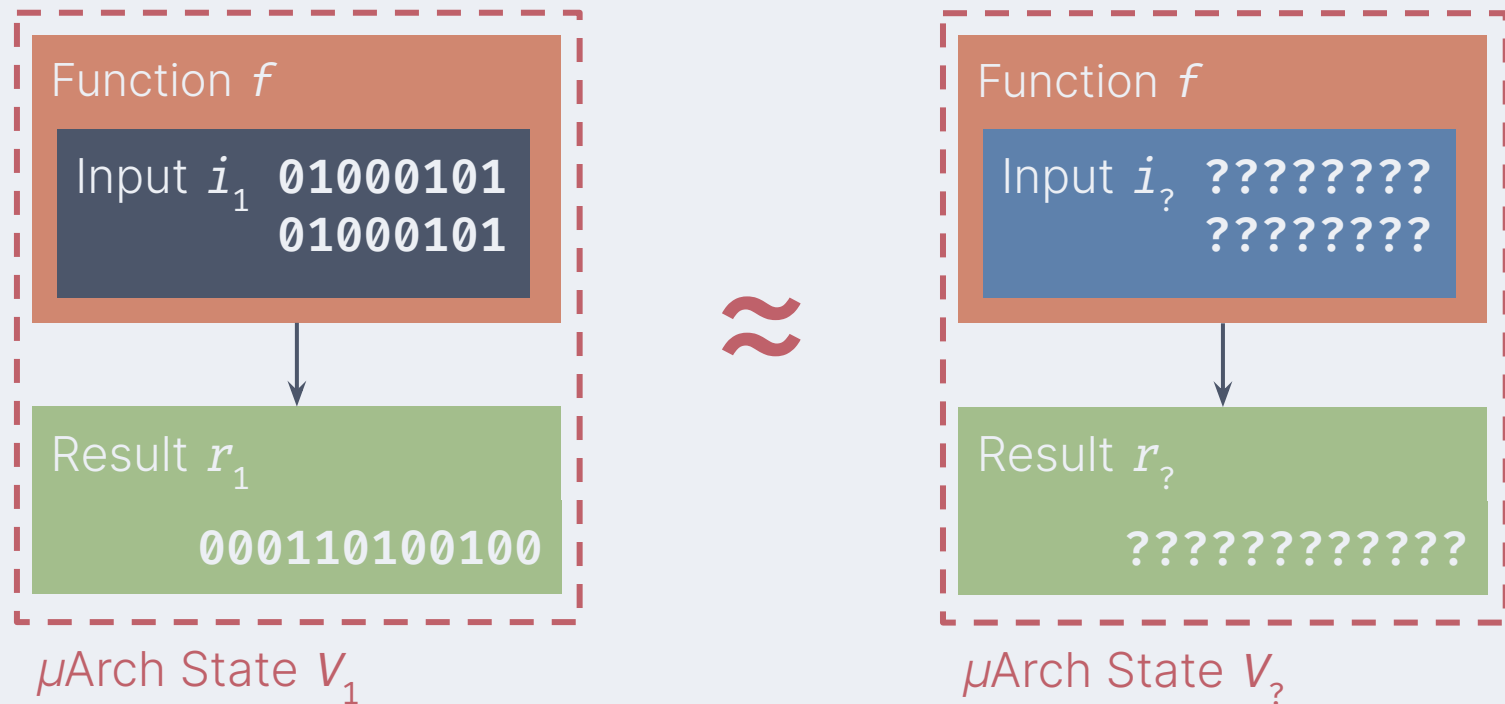 Function f
Input i₁ 01000101
01000101
Result r₁
000110100100
μArch State V₁
≈
Function f
Input i? ????????
????????
Result r?
????????????
μArch State V?